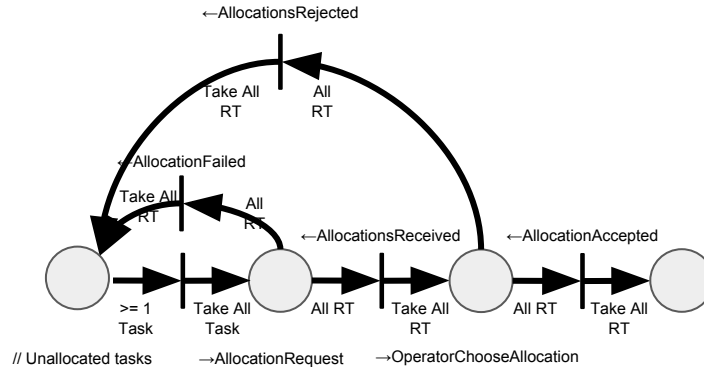 ←AllocationsRejected
Take All
RT
All
RT
←AllocationFailed
Take All
RT
All
RT
←AllocationsReceived
←AllocationAccepted
>= 1
Task
Take All
Task
All RT
Take All
RT
All RT
Take All
RT
// Unallocated tasks
→AllocationRequest
→OperatorChooseAllocation